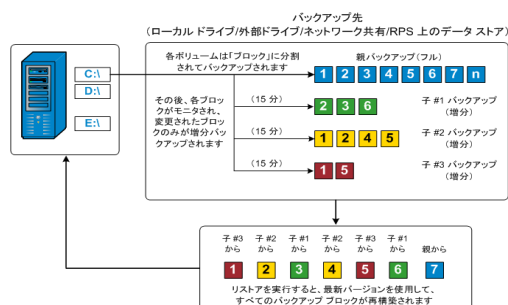 バックアップ先
(ローカルドライブ/外部ドライブ/ネットワーク共有/RPS 上のデータ ストア)
C:\
D:\
E:\
各ボリュームは「ブロック」に分割
されてバックアップされます
親バックアップ(フル)
1 2 3 4 5 6 7 n
その後、各ブロッ
クがモニタされ、
変更されたブロッ
クのみが増分バッ
クアップされます
(15 分)
2 3 6
子 #1 バックアップ
(増分)
(15 分)
1 2 4 5
子 #2 バックアップ
(増分)
(15 分)
1 5
子 #3 バックアップ
(増分)
子 #3 子 #2 子 #1 子 #2 子 #3 子 #1
から から から から から から 親から
1 2 3 4 5 6 7
リストアを実行すると、最新バージョンを使用して、
すべてのバックアップ ブロックが再構築されます